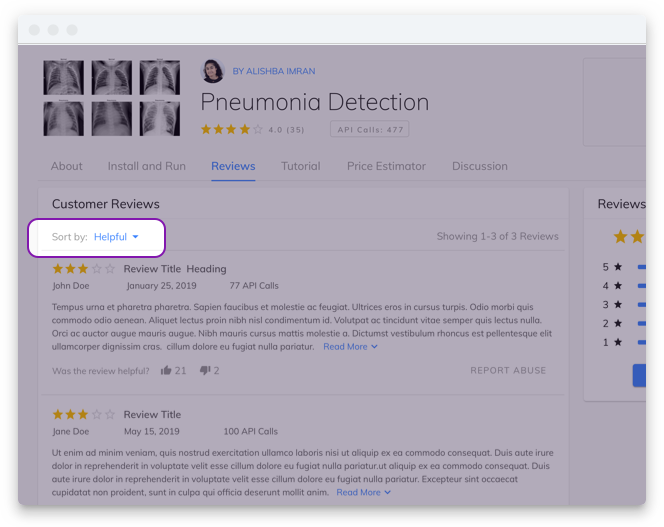 BY ALISHBA IMRAN
Pneumonia Detection
4.0 (35)
API Calls: 477
About Install and Run Reviews Tutorial Price Estimator Discussion
Customer Reviews
Sort by: Helpful
Showing 1-3 of 3 Reviews
Review Title Heading
John Doe January 25, 2019 77 API Calls
Tempus urna et pharetra pharetra. Sapien faucibus et molestie ac feugiat. Ultrices eros in cursus turpis. Odio morbi quis
commodo odio aenean. Aliquet lectus proin nibh nisl condimentum id. Volutpat ac tincidunt vitae semper quis lectus nulla.
Orci ac auctor augue mauris augue. Nibh mauris cursus mattis molestie a. Dictumst vestibulum rhoncus est pellentesque elit
ullamcorper dignissim cras. cillum dolore eu fugiat nulla pariatur. Read More
Was the review helpful? 21 2
REPORT ABUSE
Review Title
Jane Doe May 15, 2019 100 API Calls
Ut enim ad minim veniam, quis nostrud exercitation ullamco laboris nisi ut aliquip ex ea commodo consequat. Duis aute irure
dolor in reprehenderit in voluptate velit esse cillum dolore eu fugiat nulla pariatur.ut aliquip ex ea commodo consequat. Duis
aute irure dolor in reprehenderit in voluptate velit esse cillum dolore eu fugiat nulla pariatur. Excepteur sint occaecat
cupidatat non proident, sunt in culpa qui officia deserunt mollit anim. Read More
Reviews
5
4
3
2
1